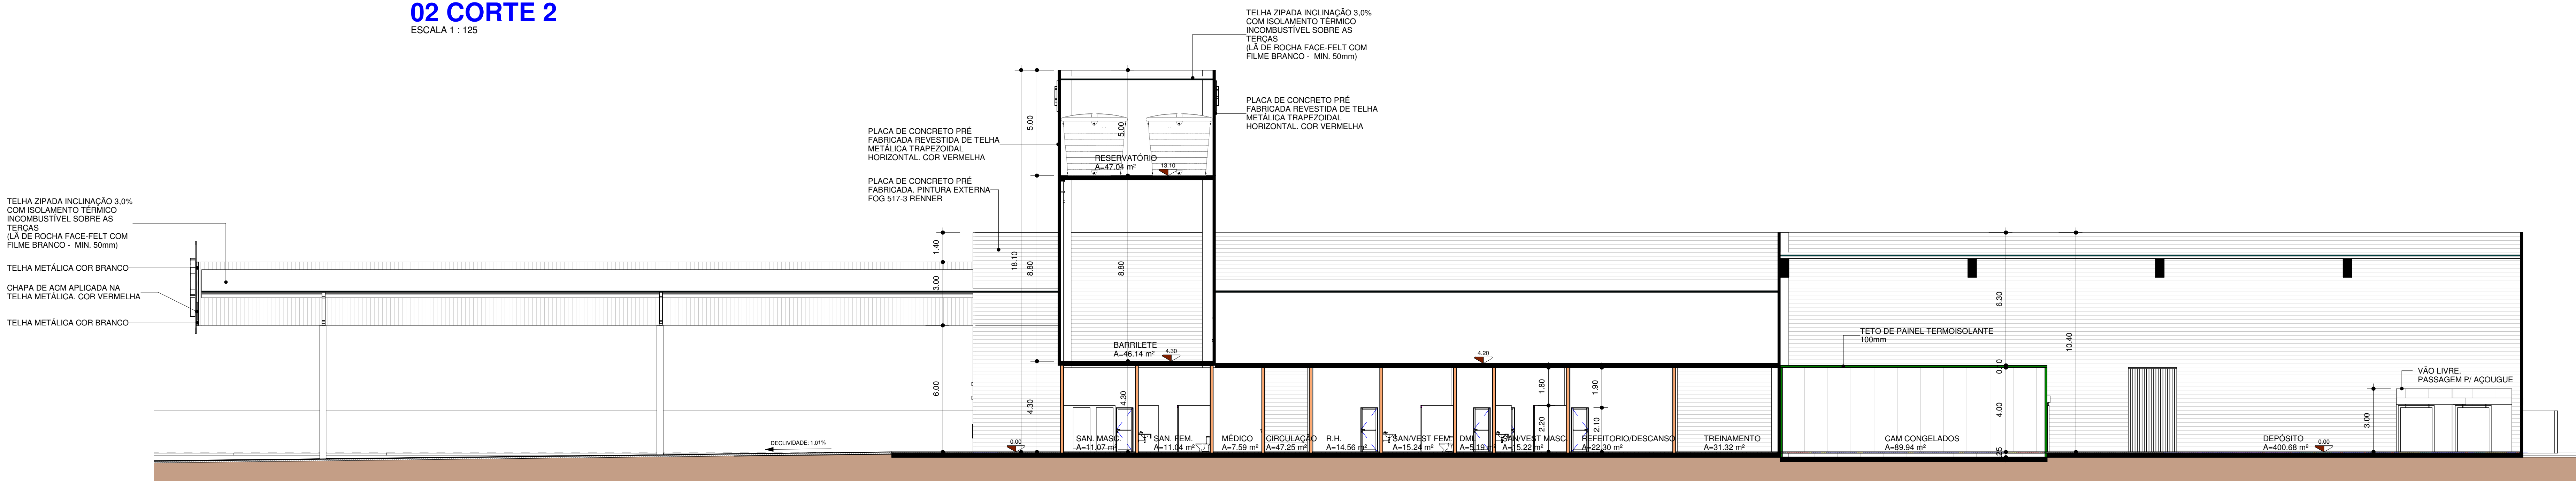 02 CORTE 2
ESCALA 1 : 125
TELHA ZIPADA INCLINAÇÃO 3,0%
COM ISOLAMENTO TÉRMICO
INCOMBUSTÍVEL SOBRE AS
TERÇAS
(LÃ DE ROCHA FACE-FELT COM
FILME BRANCO - MIN. 50mm)
PLACA DE CONCRETO PRÉ
FABRICADA REVESTIDA DE TELHA
METÁLICA TRAPEZOIDAL
HORIZONTAL. COR VERMELHA
PLACA DE CONCRETO PRÉ
FABRICADA REVESTIDA DE TELHA
METÁLICA TRAPEZOIDAL
HORIZONTAL. COR VERMELHA
PLACA DE CONCRETO PRÉ
FABRICADA. PINTURA EXTERNA
FOG 517-3 RENNER
TELHA ZIPADA INCLINAÇÃO 3,0%
COM ISOLAMENTO TÉRMICO
INCOMBUSTÍVEL SOBRE AS
TERÇAS
(LÃ DE ROCHA FACE-FELT COM
FILME BRANCO - MIN. 50mm)
TELHA METÁLICA COR BRANCO
CHAPA DE ACM APLICADA NA
TELHA METÁLICA. COR VERMELHA
TELHA METÁLICA COR BRANCO
1.40
3.00
6.00
18.10
5.00
8.80
4.30
5.00
8.80
4.30
RESERVATÓRIO
A=47.04 m²
13.10
BARRILETE
A=46.14 m²
4.30
4.20
DECLIVIDADE: 1.01%
0.00
SAN. MASC.
A=11.07 m²
SAN. FEM.
A=11.04 m²
MÉDICO
A=7.59 m²
CIRCULAÇÃO
A=47.25 m²
R.H.
A=14.56 m²
SAN/VEST FEM.
A=15.24 m²
DML
A=5.19 m²
SAN/VEST MASC.
A=15.22 m²
1.80
2.20
1.90
2.10
REFEITORIO/DESCANSO
A=22.30 m²
TREINAMENTO
A=31.32 m²
TETO DE PAINEL TERMOISOLANTE
100mm
CAM CONGELADOS
A=89.94 m²
6.30
0.10
4.00
.25
10.40
DEPÓSITO
A=400.68 m²
0.00
3.00
VÃO LIVRE.
PASSAGEM P/ AÇOUGUE